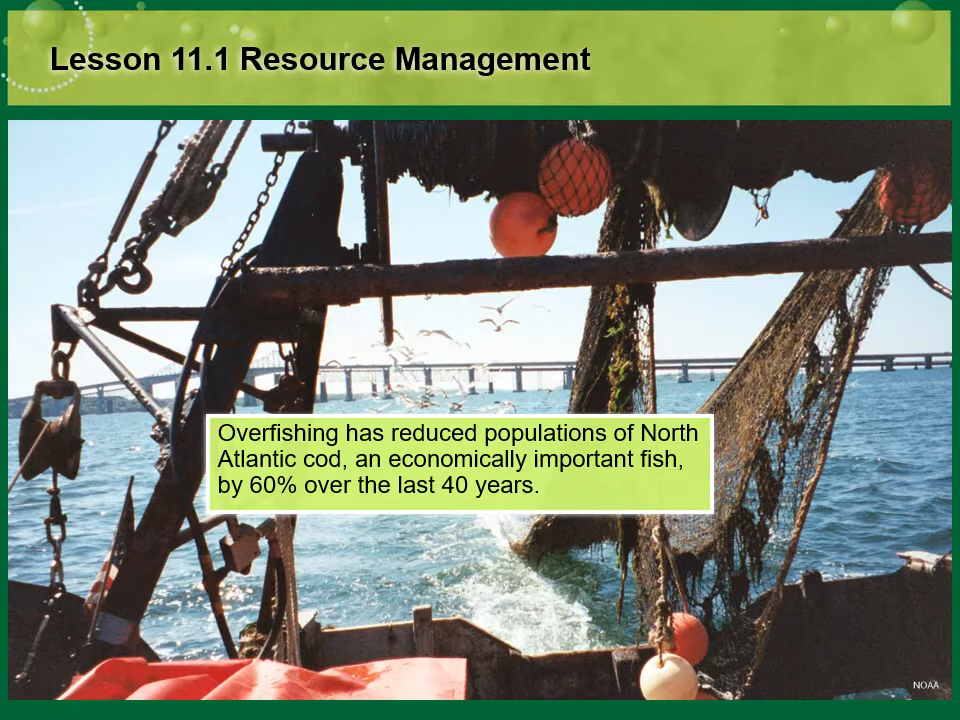 Lesson 11.1 Resource Management
Overfishing has reduced populations of North
Atlantic cod, an economically important fish,
by 60% over the last 40 years.
NOAA